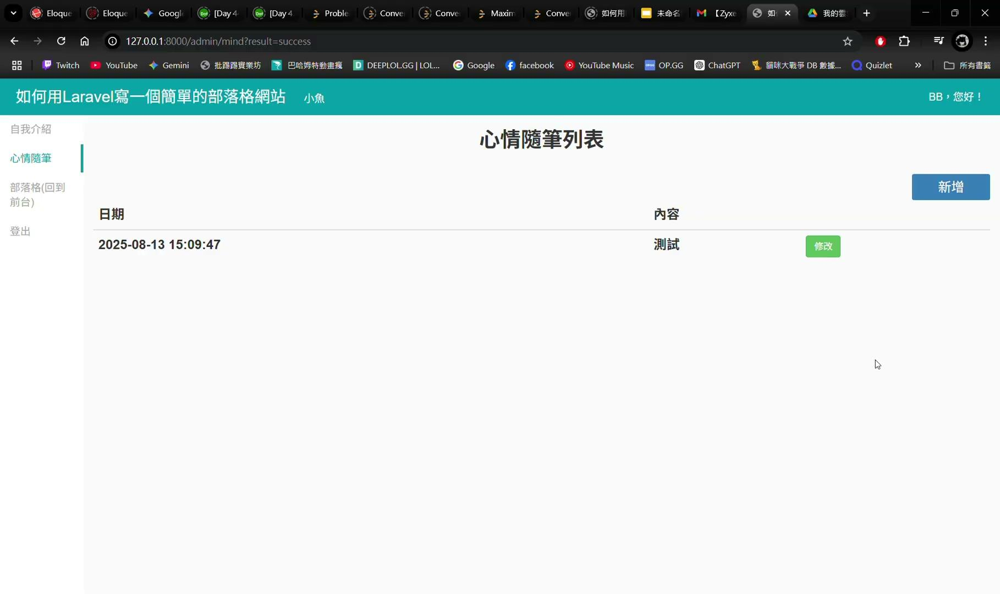 Eloque
Eloque
Googl
[Day 4
[Day 4
Proble
Conver
Conver
Maxim
Conver
如何用
未命名
【Zyxe
如
我的雲
127.0.0.1:8000/admin/mind?result=success
Twitch
YouTube
Gemini
批踢踢實業坊
巴哈姆特動畫瘋
DEEPLOL.GG | LOL...
Google
facebook
YouTube Music
OP.GG
ChatGPT
貓咪大戰爭 DB 數據...
Quizlet
所有書籤
如何用Laravel寫一個簡單的部落格網站 小魚
BB，您好！
自我介紹
心情隨筆
部落格(回到
前台)
登出
心情隨筆列表
新增
日期 內容
2025-08-13 15:09:47 測試 修改